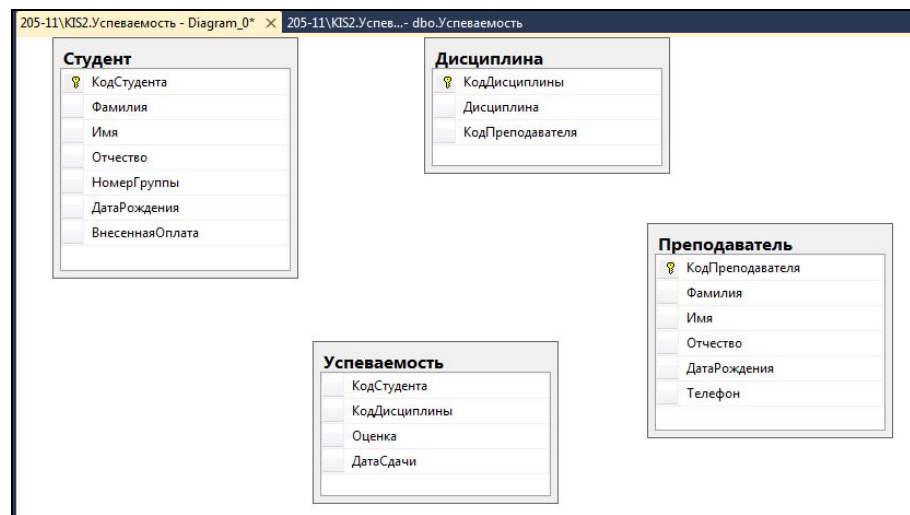 205-11\KIS2.Успеваемость - Diagram_0* × 205-11\KIS2.Успев...- dbo.Успеваемость
Студент
КодСтудента
Фамилия
Имя
Отчество
НомерГруппы
ДатаРождения
ВнесеннаяОплата
Дисциплина
КодДисциплины
Дисциплина
КодПреподавателя
Преподаватель
КодПреподавателя
Фамилия
Имя
Отчество
ДатаРождения
Телефон
Успеваемость
КодСтудента
КодДисциплины
Оценка
ДатаСдачи